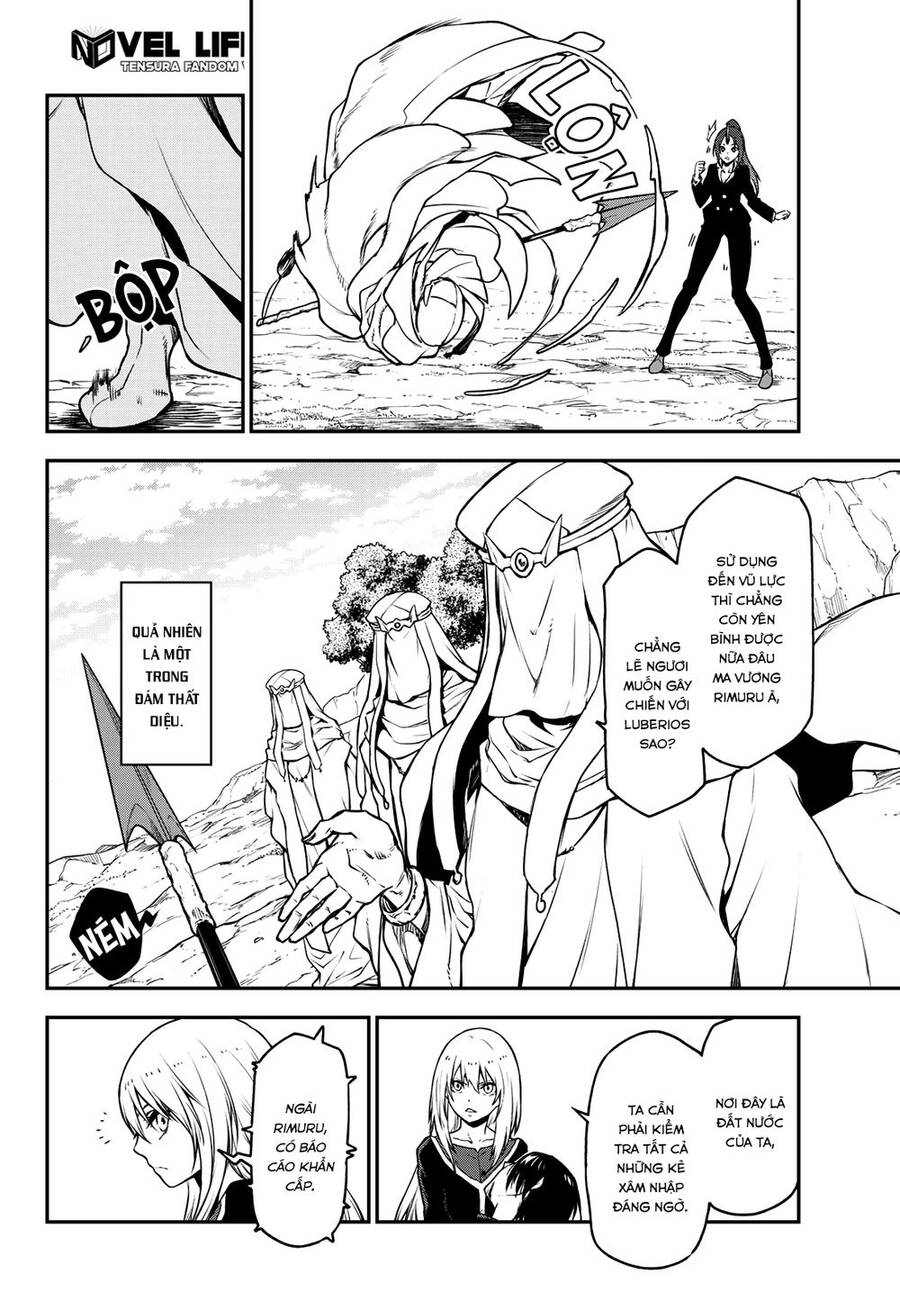 NOVEL LIFE
TENSURA FANDOM
LỘN
BỘP
SỬ DỤNG
ĐẾN VŨ LỰC
THÌ CHẲNG
CÒN YÊN
BÌNH ĐƯỢC
NỮA ĐÂU
MA VƯƠNG
RIMURU Ạ,
CHẲNG
LẼ NGƯƠI
MUỐN GÂY
CHIẾN VỚI
LUBERIOS
SAO?
QUẢ NHIÊN
LÀ MỘT
TRONG
ĐÁM THẤT
DIỆU.
NÉM
NƠI ĐÂY LÀ
ĐẤT NƯỚC
CỦA TA,
TA CẦN
PHẢI KIỂM
TRA TẤT CẢ
NHỮNG KẺ
XÂM NHẬP
ĐÁNG NGỜ.
NGÀI
RIMURU,
CÓ BÁO
CÁO KHẨN
CẤP.